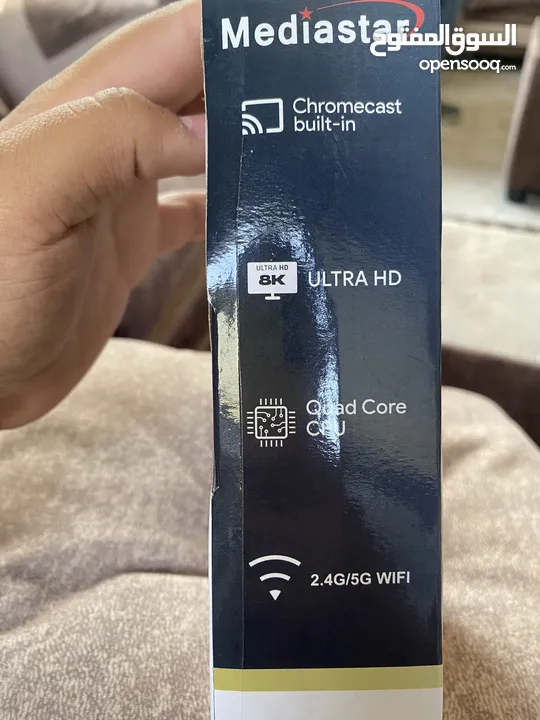 Mediastar
السوق المفتوح
opensooq.com
Chromecast
built-in
ULTRA HD
8K
ULTRA HD
Quad Core
CPU
2.4G/5G WIFI